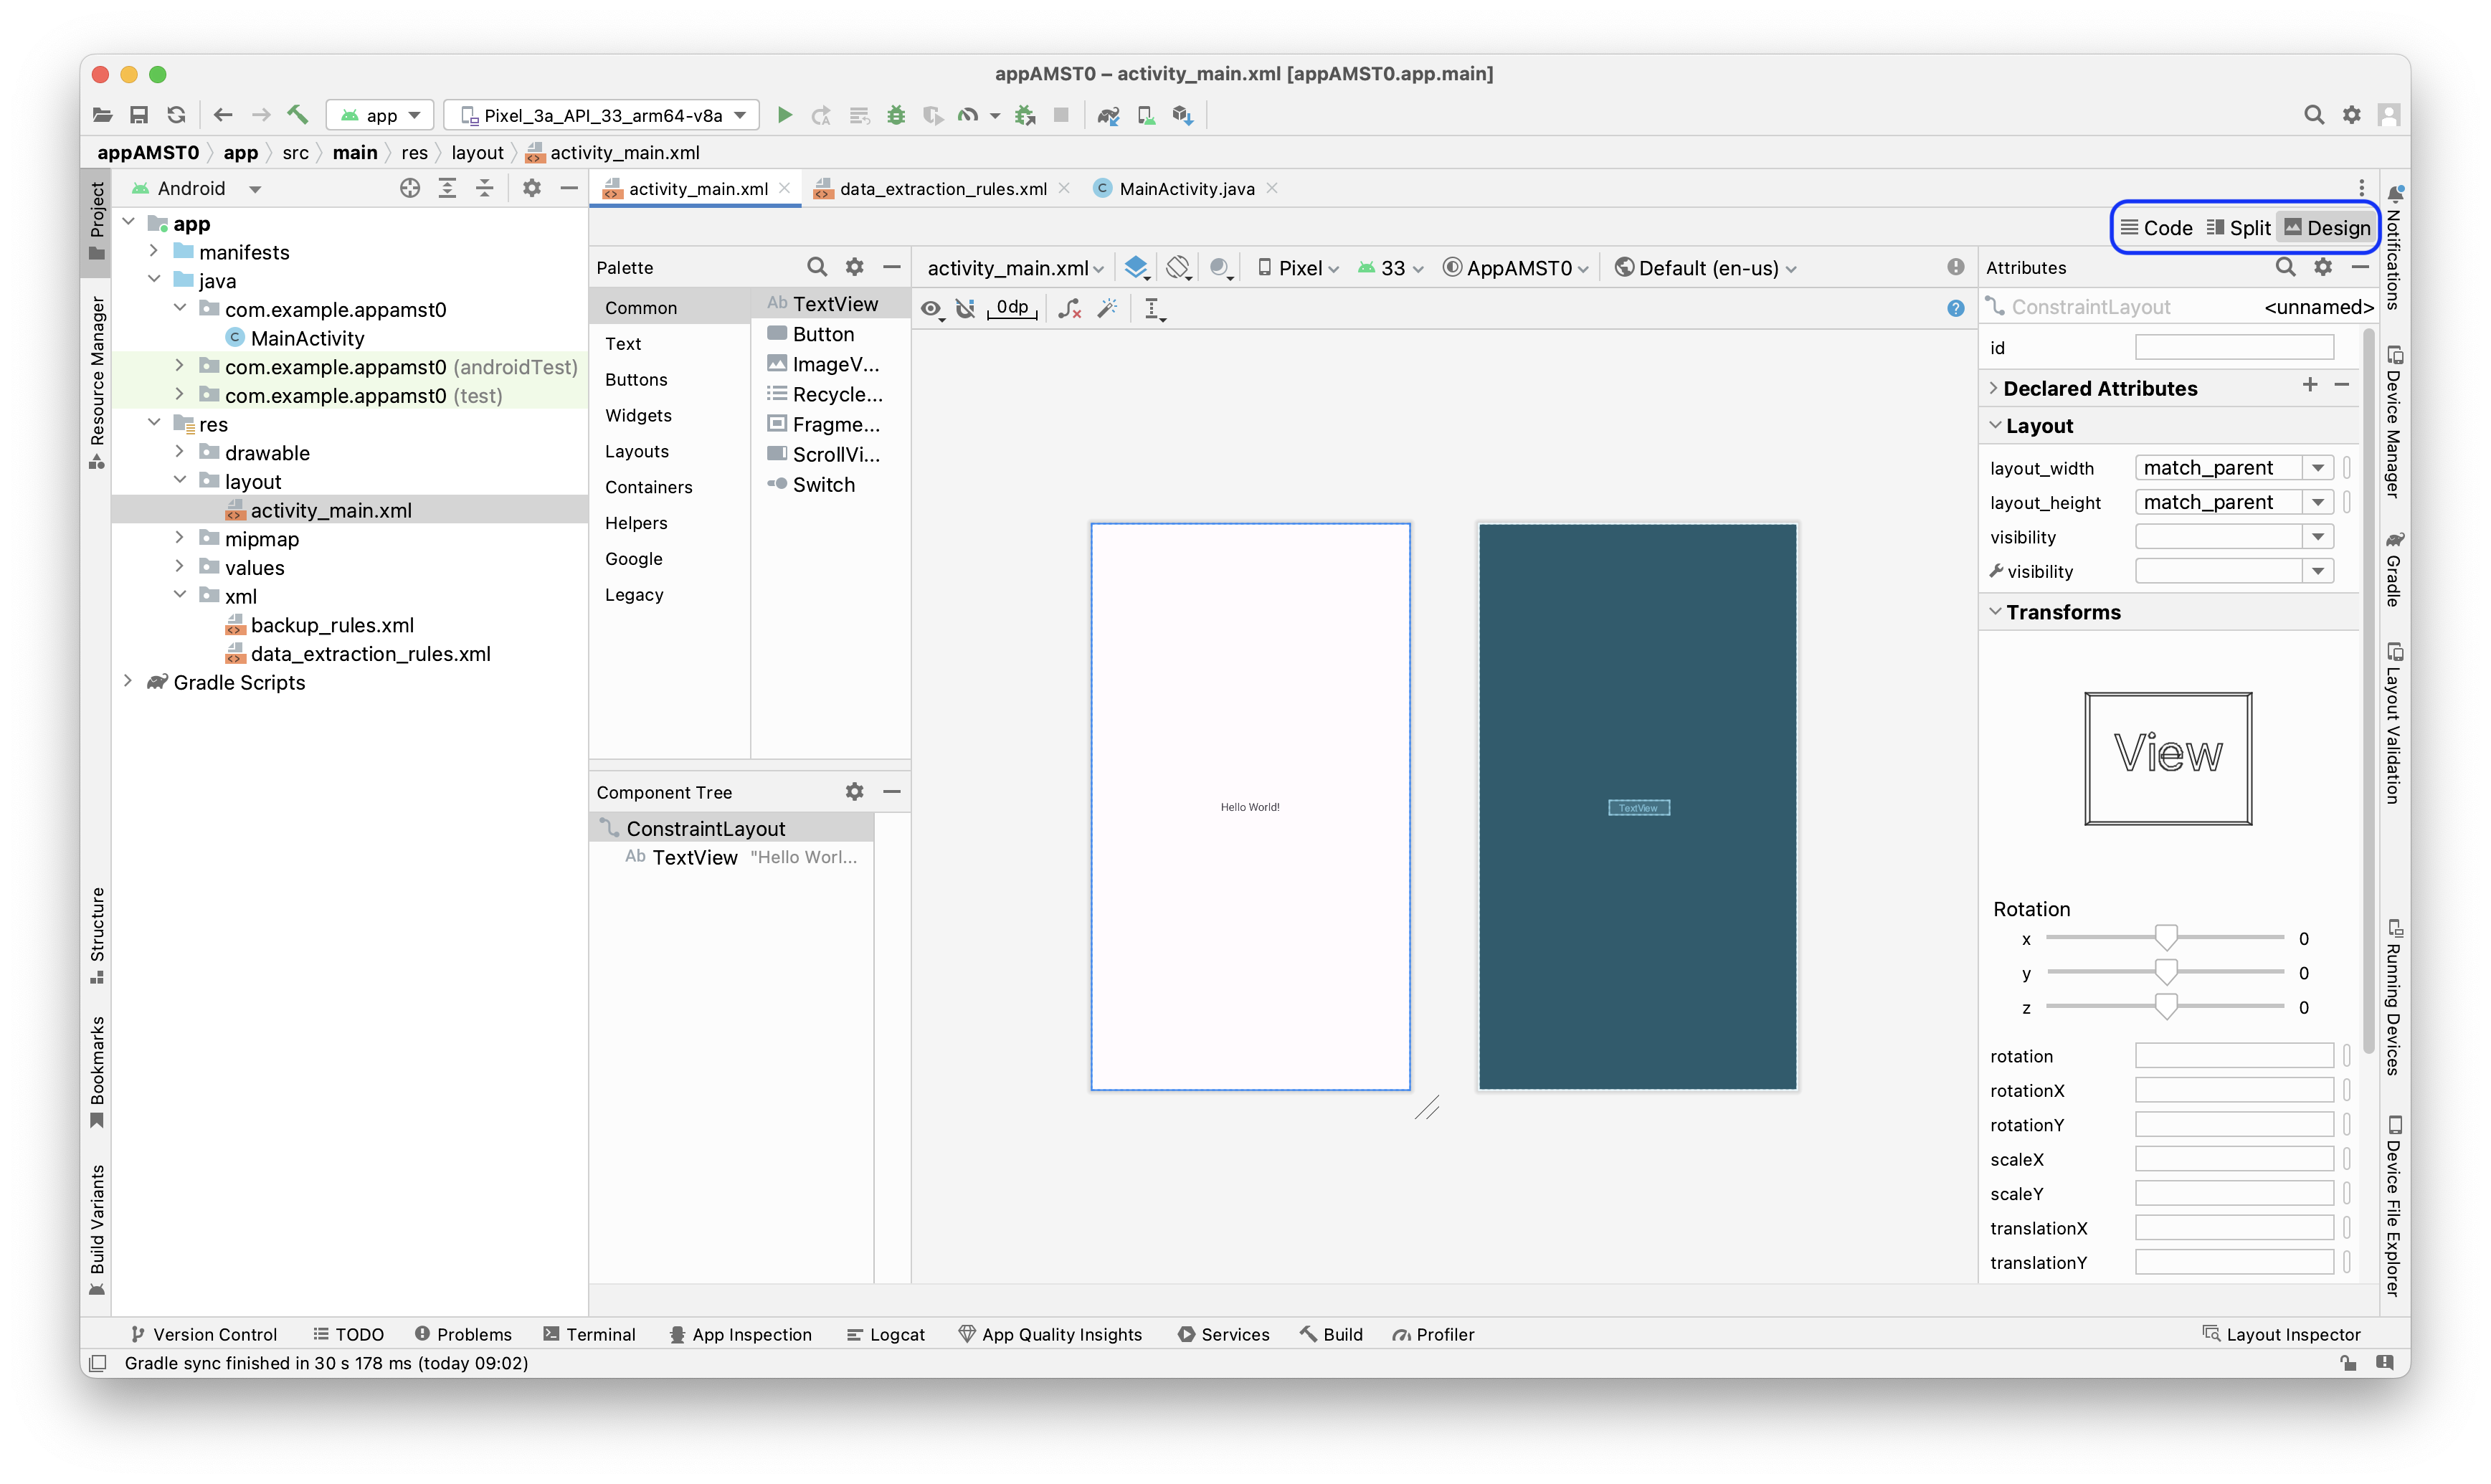 appAMST0 – activity_main.xml [appAMST0.app.main]
app
Pixel_3a_API_33_arm64-v8a
appAMST0 app src main res layout activity_main.xml
Project
Resource Manager
Structure
Bookmarks
Build Variants
Android
app
manifests
java
com.example.appamst0
MainActivity
com.example.appamst0 (androidTest)
com.example.appamst0 (test)
res
drawable
layout
activity_main.xml
mipmap
values
xml
backup_rules.xml
data_extraction_rules.xml
Gradle Scripts
activity_main.xml
data_extraction_rules.xml
MainActivity.java
Code Split Design
Palette
Common
Text
Buttons
Widgets
Layouts
Containers
Helpers
Google
Legacy
Ab TextView
Button
ImageV...
Recycle...
Fragme...
ScrollVi...
Switch
Component Tree
ConstraintLayout
Ab TextView "Hello Worl...
activity_main.xml Pixel 33 AppAMST0 Default (en-us)
0dp
Hello World!
TextView
Attributes
ConstraintLayout <unnamed>
id
Declared Attributes
Layout
layout_width match_parent
layout_height match_parent
visibility
visibility
Transforms
View
Rotation
x 0
y 0
z 0
rotation
rotationX
rotationY
scaleX
scaleY
translationX
translationY
Notifications
Device Manager
Gradle
Layout Validation
Running Devices
Device File Explorer
Version Control TODO Problems Terminal App Inspection Logcat App Quality Insights Services Build Profiler Layout Inspector
Gradle sync finished in 30 s 178 ms (today 09:02)